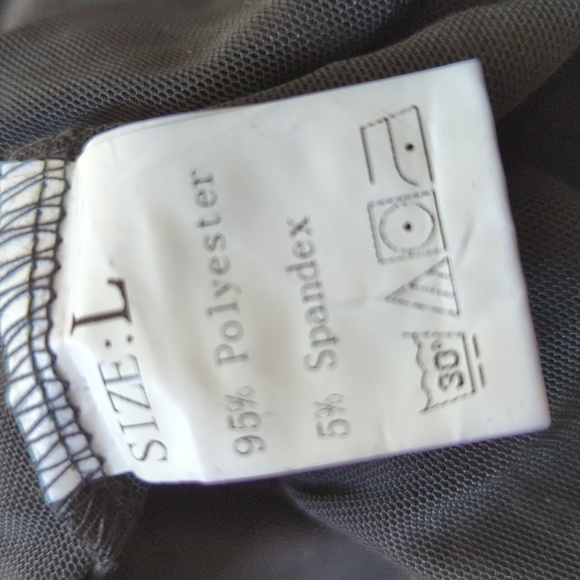 SIZE:L
95% Polyester
5% Spandex
30°